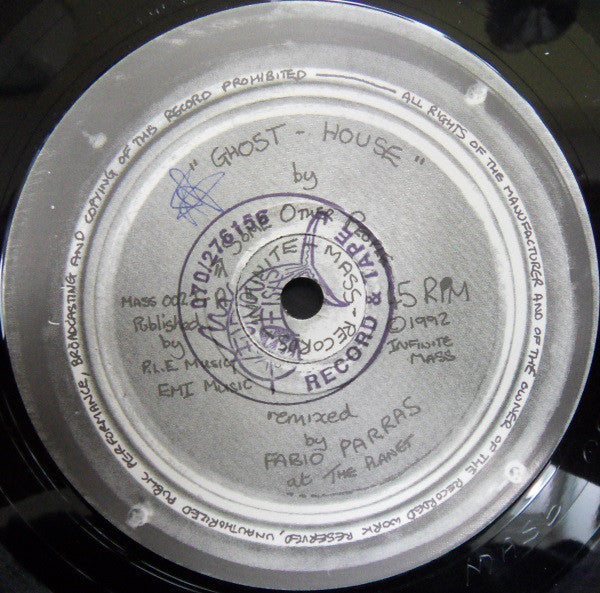 ALL RIGHTS OF THE MANUFACTURER AND OF THE OWNER OF THE RECORDED WORK RESERVED, UNAUTHORIZED PUBLIC PERFORMANCE, BROADCASTING AND COPYING OF THIS RECORD PROHIBITED
"GHOST - HOUSE"
by
SOME OTHER PEOPLE
INFINITE - MASS - RECORDS
MASS 002
45 RPM
Published
by
P.L.E Music
EMI Music
©1992
INFINITE
MASS
070/276156
RECORD & TAPE
remixed
by
FABIO PARRAS
at THE PLANET
MASS